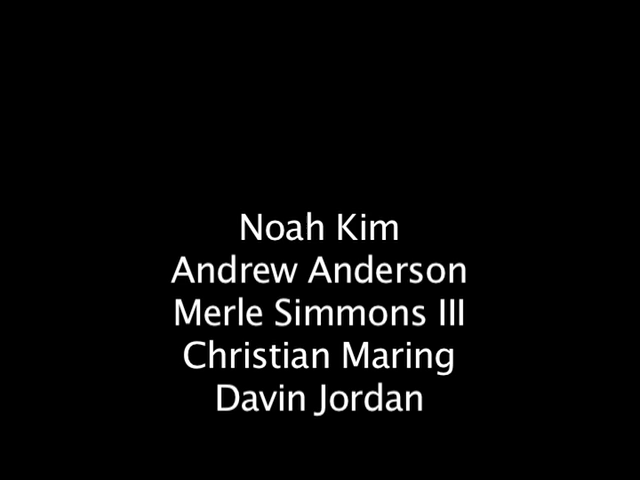 Noah Kim
Andrew Anderson
Merle Simmons III
Christian Maring
Davin Jordan